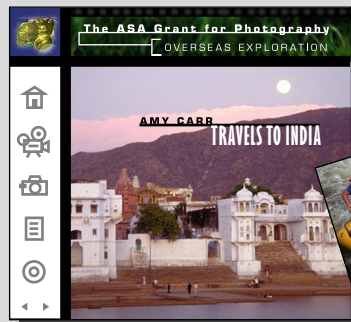 The ASA Grant for Photography
OVERSEAS EXPLORATION
AMY CARR
TRAVELS TO INDIA